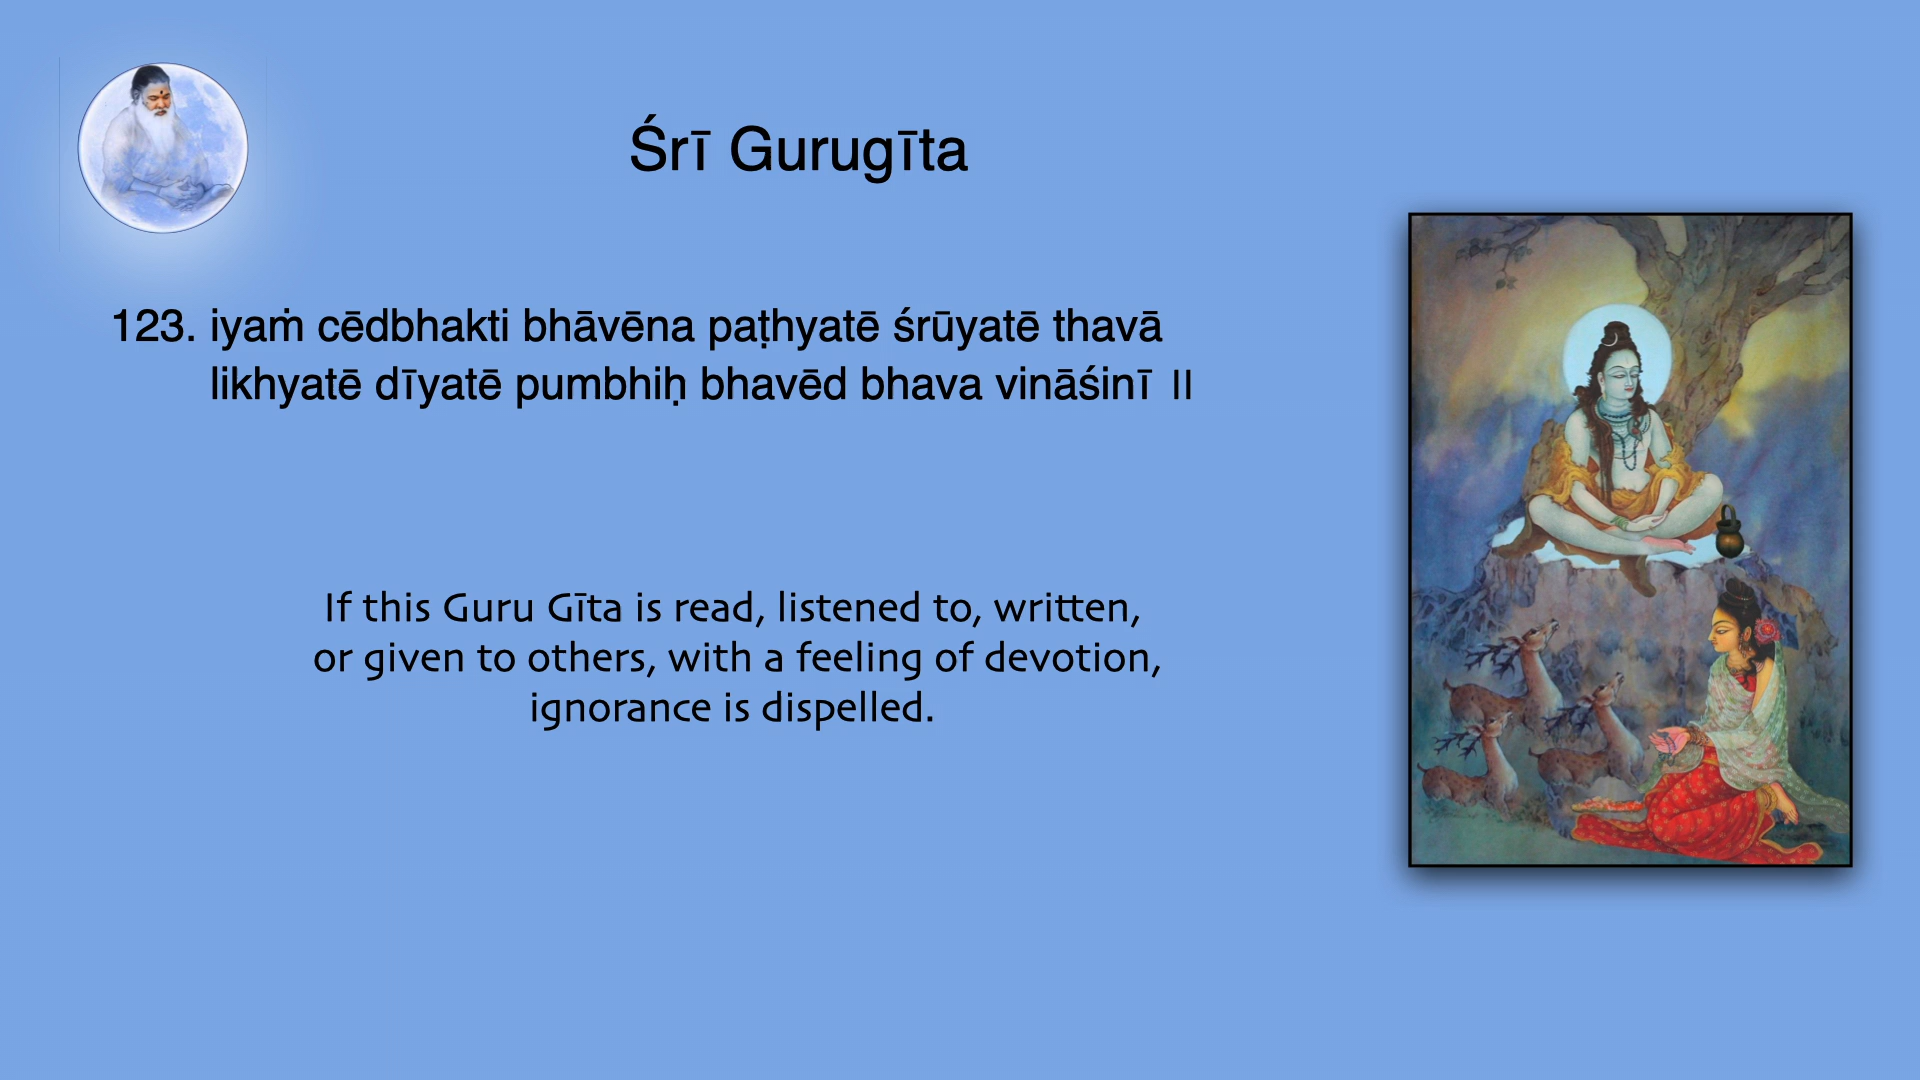 Śrī Gurugīta
123. iyaṁ cēdbhakti bhāvēna paṭhyatē śrūyatē thavā
likhyatē dīyatē pumbhiḥ bhavēd bhava vināśinī ||
If this Guru Gīta is read, listened to, written,
or given to others, with a feeling of devotion,
ignorance is dispelled.